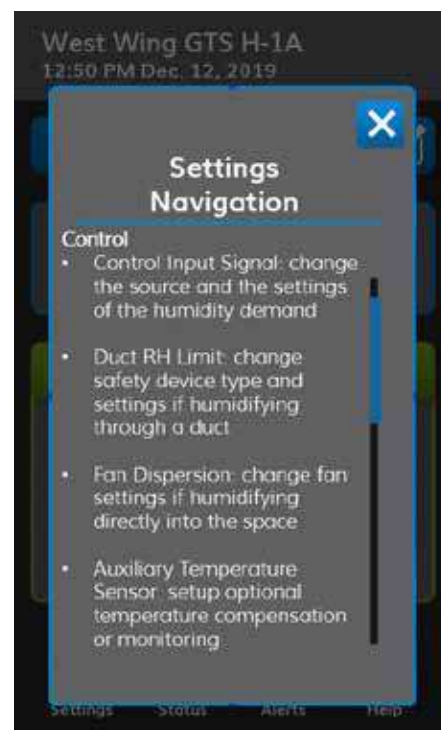 West Wing GTS H-1A
12:50 PM Dec. 12, 2019
Settings
Navigation
Control
• Control Input Signal: change
the source and the settings
of the humidity demand
• Duct RH Limit: change
safety device type and
settings if humidifying
through a duct
• Fan Dispersion: change fan
settings if humidifying
directly into the space
• Auxiliary Temperature
Sensor: setup optional
temperature compensation
or monitoring
Settings Status Alerts Help